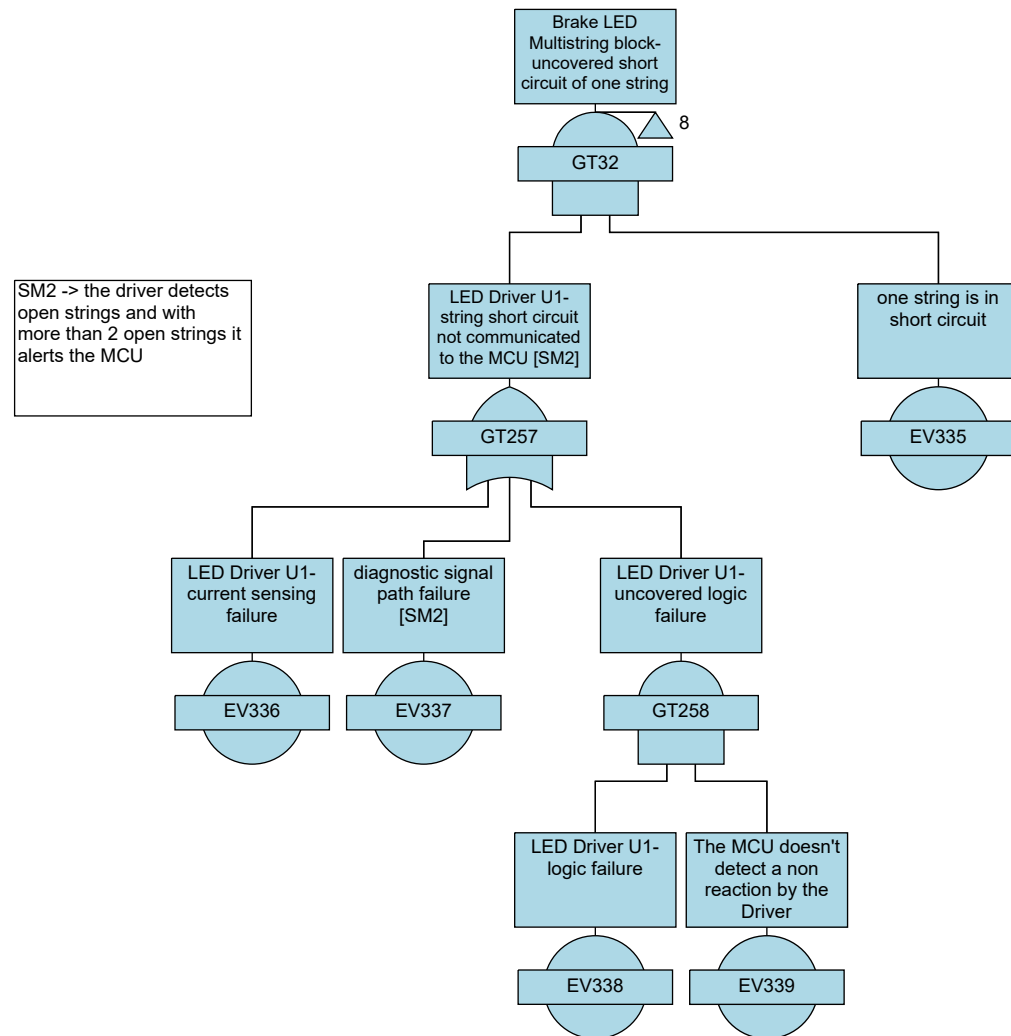 Brake LED
Multistring block-
uncovered short
circuit of one string
8
GT32
SM2 -> the driver detects
open strings and with
more than 2 open strings it
alerts the MCU
LED Driver U1-
string short circuit
not communicated
to the MCU [SM2]
one string is in
short circuit
GT257
EV335
LED Driver U1-
current sensing
failure
diagnostic signal
path failure
[SM2]
LED Driver U1-
uncovered logic
failure
EV336
EV337
GT258
LED Driver U1-
logic failure
The MCU doesn't
detect a non
reaction by the
Driver
EV338
EV339